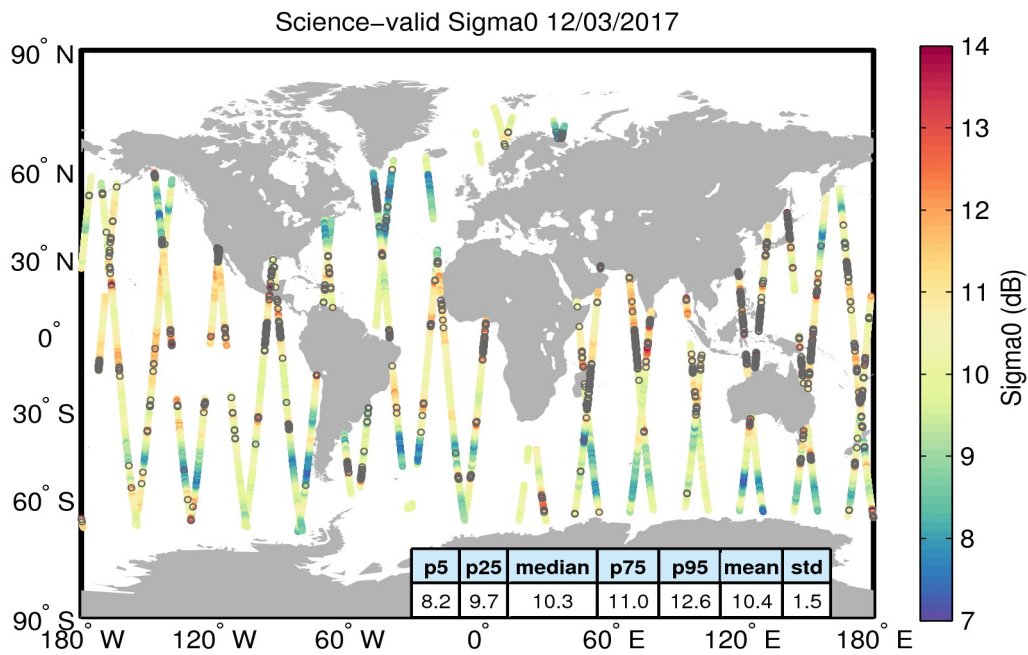 Science−valid Sigma0 12/03/2017
90° N
60° N
30° N
0°
30° S
60° S
90° S
180° W
120° W
60° W
0°
60° E
120° E
180° E
p5 p25 median p75 p95 mean std
8.2 9.7 10.3 11.0 12.6 10.4 1.5
14
13
12
11
10
9
8
7
Sigma0 (dB)